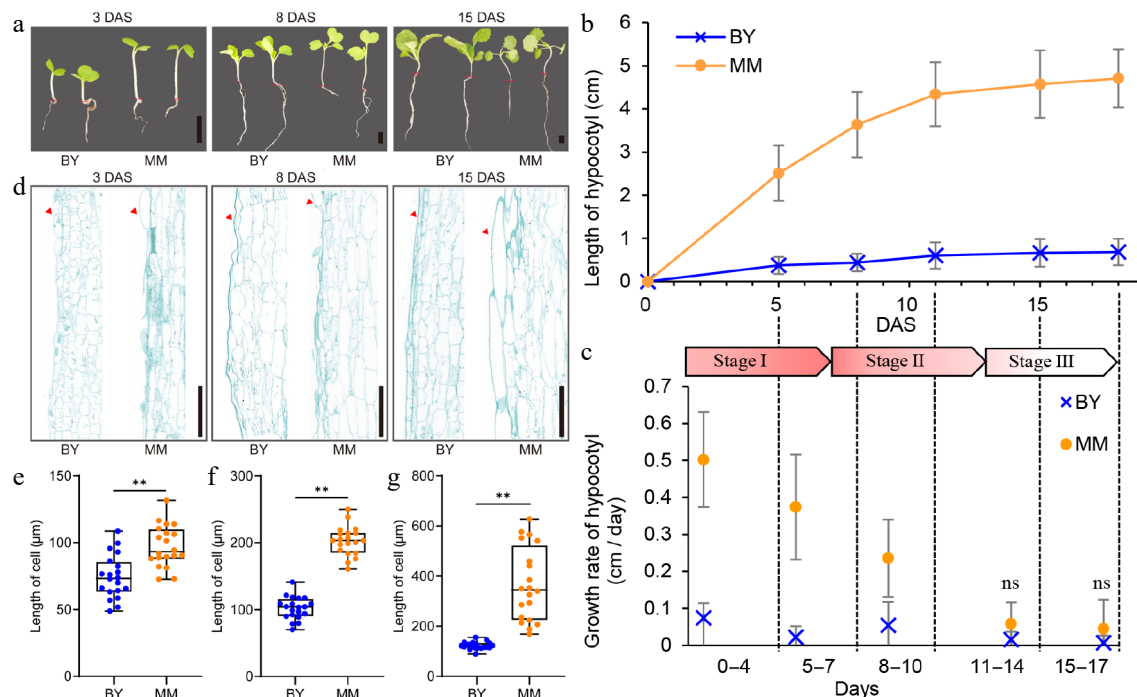 a
3 DAS
8 DAS
15 DAS
BY
MM
BY
MM
BY
MM
d
3 DAS
8 DAS
15 DAS
BY
MM
BY
MM
BY
MM
b
BY
MM
Length of hypocotyl (cm)
6
5
4
3
2
1
0
0
5
10
15
DAS
c
Stage I
Stage II
Stage III
BY
MM
Growth rate of hypocotyl
(cm / day)
0.7
0.6
0.5
0.4
0.3
0.2
0.1
0
ns
ns
0–4
5–7
8–10
11–14
15–17
Days
e
**
Length of cell (µm)
150
100
50
0
BY
MM
f
**
Length of cell (µm)
300
200
100
0
BY
MM
g
**
Length of cell (µm)
800
600
400
200
0
BY
MM